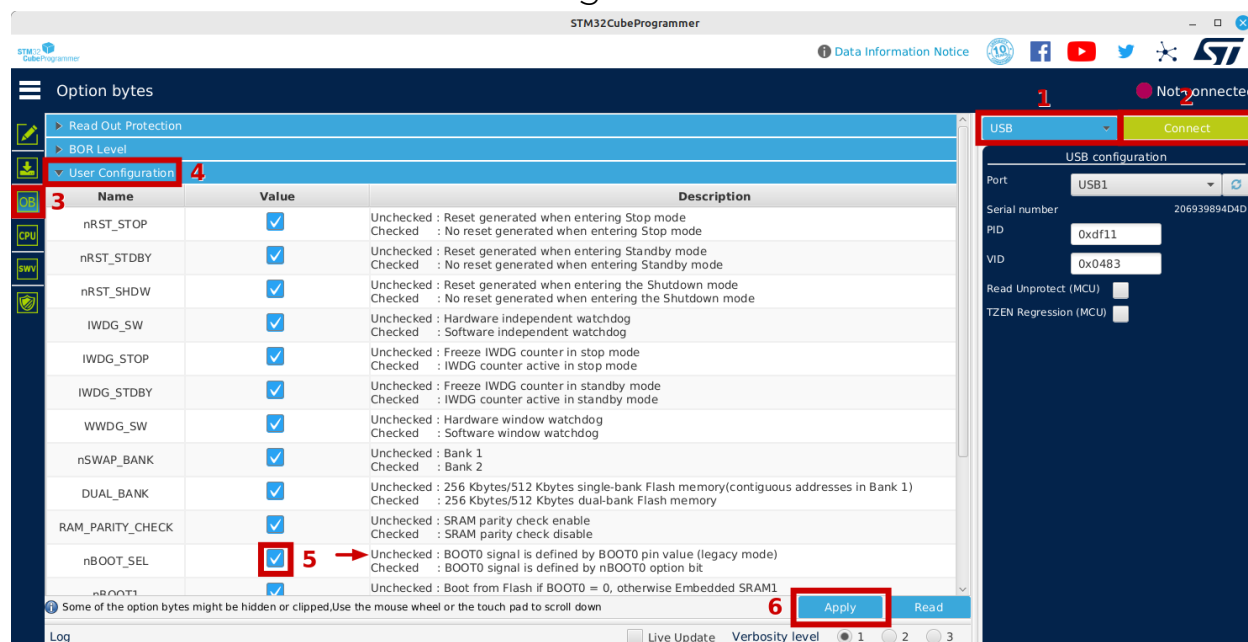 STM32CubeProgrammer
STM32
CubeProgrammer
Data Information Notice
10
Option bytes
Not connected
1
2
Read Out Protection
BOR Level
User Configuration
4
3
OB
CPU
SWV
USB
Connect
USB configuration
Port
USB1
Serial number
206939894D4D
PID
0xdf11
VID
0x0483
Read Unprotect (MCU)
TZEN Regression (MCU)
Name Value Description
nRST_STOP
Unchecked : Reset generated when entering Stop mode
Checked : No reset generated when entering Stop mode
nRST_STDBY
Unchecked : Reset generated when entering Standby mode
Checked : No reset generated when entering Standby mode
nRST_SHDW
Unchecked : Reset generated when entering the Shutdown mode
Checked : No reset generated when entering the Shutdown mode
IWDG_SW
Unchecked : Hardware independent watchdog
Checked : Software independent watchdog
IWDG_STOP
Unchecked : Freeze IWDG counter in stop mode
Checked : IWDG counter active in stop mode
IWDG_STDBY
Unchecked : Freeze IWDG counter in standby mode
Checked : IWDG counter active in standby mode
WWDG_SW
Unchecked : Hardware window watchdog
Checked : Software window watchdog
nSWAP_BANK
Unchecked : Bank 1
Checked : Bank 2
DUAL_BANK
Unchecked : 256 Kbytes/512 Kbytes single-bank Flash memory(contiguous addresses in Bank 1)
Checked : 256 Kbytes/512 Kbytes dual-bank Flash memory
RAM_PARITY_CHECK
Unchecked : SRAM parity check enable
Checked : SRAM parity check disable
nBOOT_SEL
5
Unchecked : BOOT0 signal is defined by BOOT0 pin value (legacy mode)
Checked : BOOT0 signal is defined by nBOOT0 option bit
nBOOT1
Unchecked : Boot from Flash if BOOT0 = 0, otherwise Embedded SRAM1
Some of the option bytes might be hidden or clipped,Use the mouse wheel or the touch pad to scroll down
6
Apply
Read
Log
Live Update Verbosity level 1 2 3